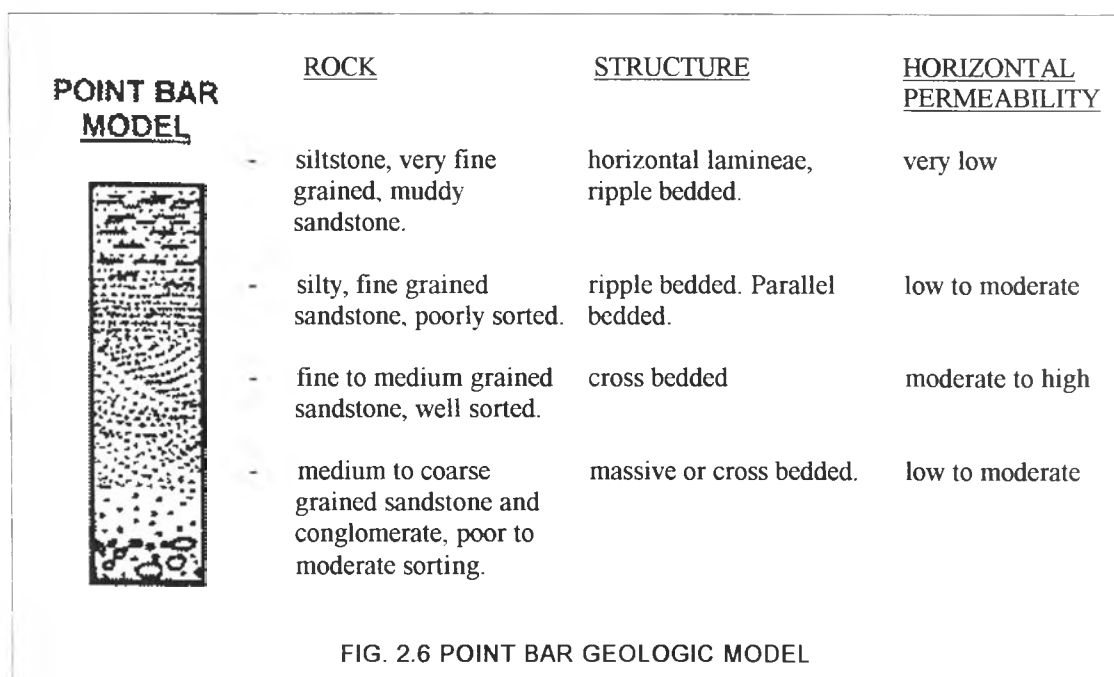 POINT BAR
MODEL
ROCK
STRUCTURE
HORIZONTAL
PERMEABILITY
- siltstone, very fine
grained, muddy
sandstone.
horizontal lamineae,
ripple bedded.
very low
- silty, fine grained
sandstone, poorly sorted.
ripple bedded. Parallel
bedded.
low to moderate
- fine to medium grained
sandstone, well sorted.
cross bedded
moderate to high
- medium to coarse
grained sandstone and
conglomerate, poor to
moderate sorting.
massive or cross bedded.
low to moderate
FIG. 2.6 POINT BAR GEOLOGIC MODEL